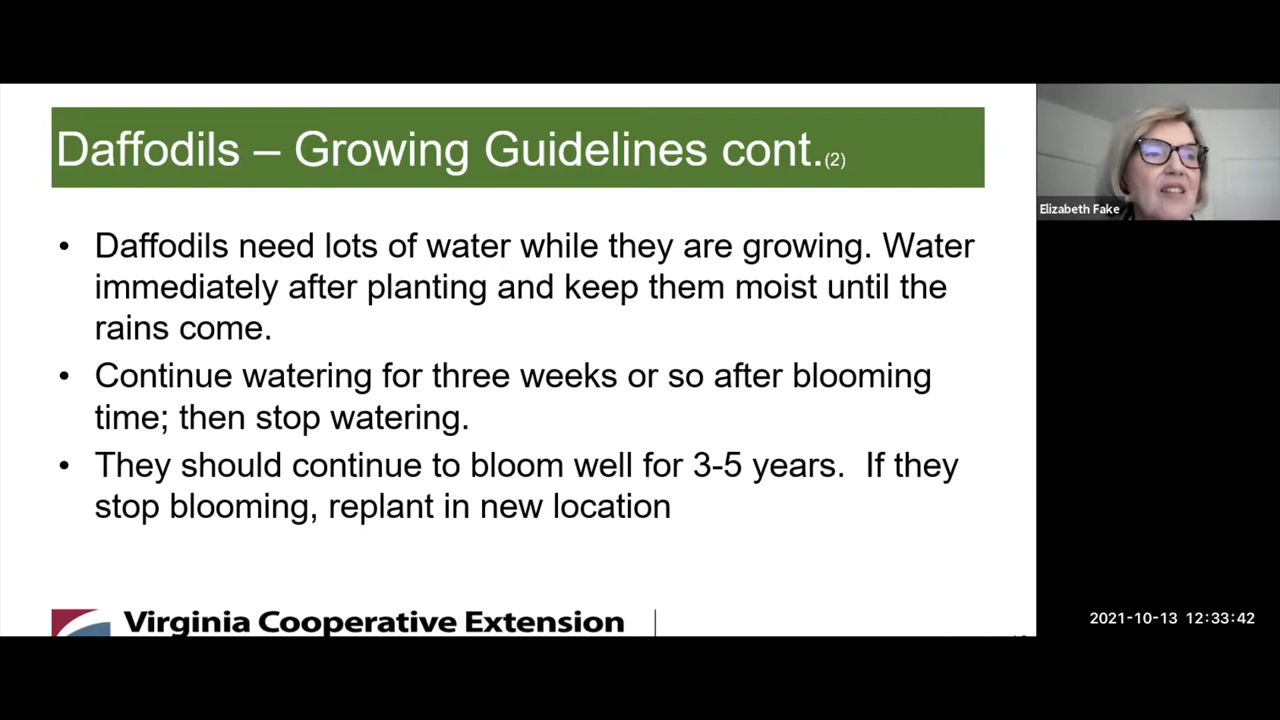 Daffodils – Growing Guidelines cont.(2)
• Daffodils need lots of water while they are growing. Water
immediately after planting and keep them moist until the
rains come.
• Continue watering for three weeks or so after blooming
time; then stop watering.
• They should continue to bloom well for 3-5 years.  If they
stop blooming, replant in new location
Virginia Cooperative Extension
Elizabeth Fake
2021-10-13 12:33:42